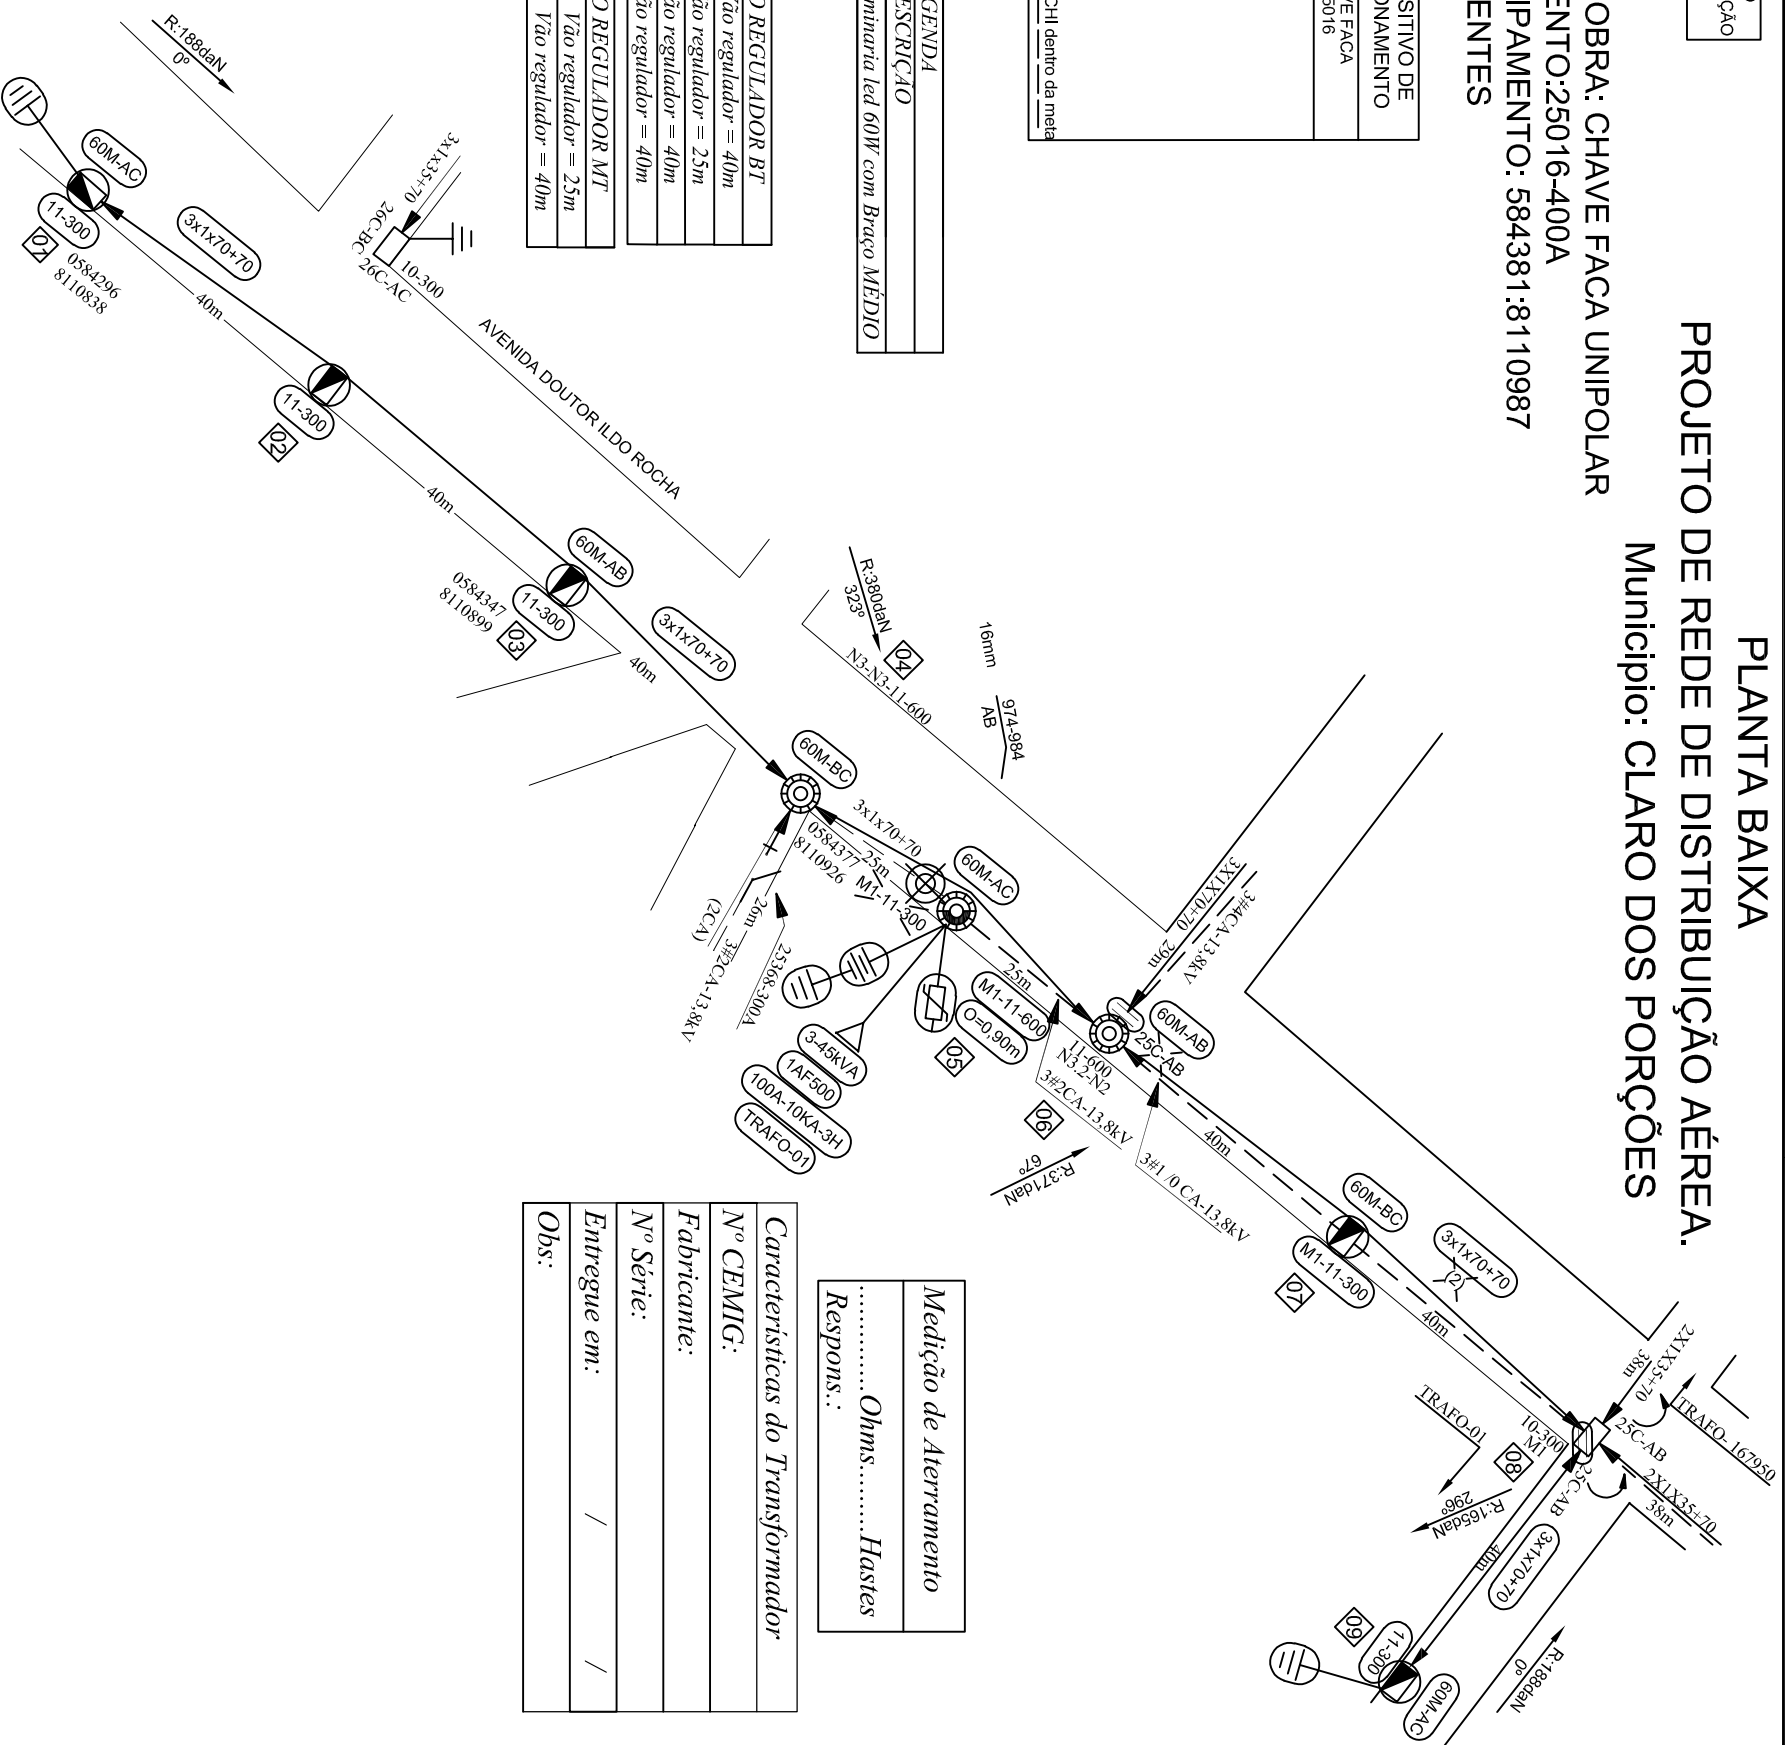 PLANTA BAIXA
PROJETO DE REDE DE DISTRIBUIÇÃO AÉREA.
Municipio: CLARO DOS PORÇÕES
ÇÃO
OBRA: CHAVE FACA UNIPOLAR
ENTO:25016-400A
IPAMENTO: 584381:8110987
ENTES
SITIVO DE
ONAMENTO
VE FACA
5016
CHI dentro da meta
GENDA
ESCRIÇÃO
minaria led 60W com Braço MÉDIO
O REGULADOR BT
ão regulador = 40m
ão regulador = 25m
ão regulador = 40m
ão regulador = 40m
O REGULADOR MT
Vão regulador = 25m
Vão regulador = 40m
R:188daN
0°
60M-AC
11-300
01
0584296
8110838
3x1x70+70
40m
3x1x35+70
26C-BC
26C-AC
10-300
AVENIDA DOUTOR ILDO ROCHA
11-300
02
40m
60M-AB
11-300
03
0584347
8110899
3x1x70+70
40m
R:380daN
323°
04
N3-N3-11-600
16mm
974-984
AB
60M-BC
0584377
8110926
3x1x70+70
25m
M1-11-300
26m
3#2CA-13,8kV
(2CA)
25368-300A
60M-AC
25m
M1-11-600
O=0,90m
05
3-45kVA
1AF500
100A-10KA-3H
TRAFO-01
3X1X70+70
29m
3#4CA-13,8kV
60M-AB
25C-AB
11-600
N3.2-N2
3#2CA-13,8kV
06
R:371daN
67°
40m
3#1 /0 CA-13,8kV
60M-BC
M1-11-300
07
3x1x70+70
(2)
40m
2X1X35+70
38m
TRAFO- 167950
TRAFO-01
25C-AB
10-300
M1
08
25C-AB
2X1X35+70
38m
R:165daN
296°
40m
3x1x70+70
09
11-300
60M-AC
R:188daN
0°
Medição de Aterramento
............Ohms..........Hastes
Respons.:
Características do Transformador
Nº CEMIG:
Fabricante:
Nº Série:
Entregue em: / /
Obs: